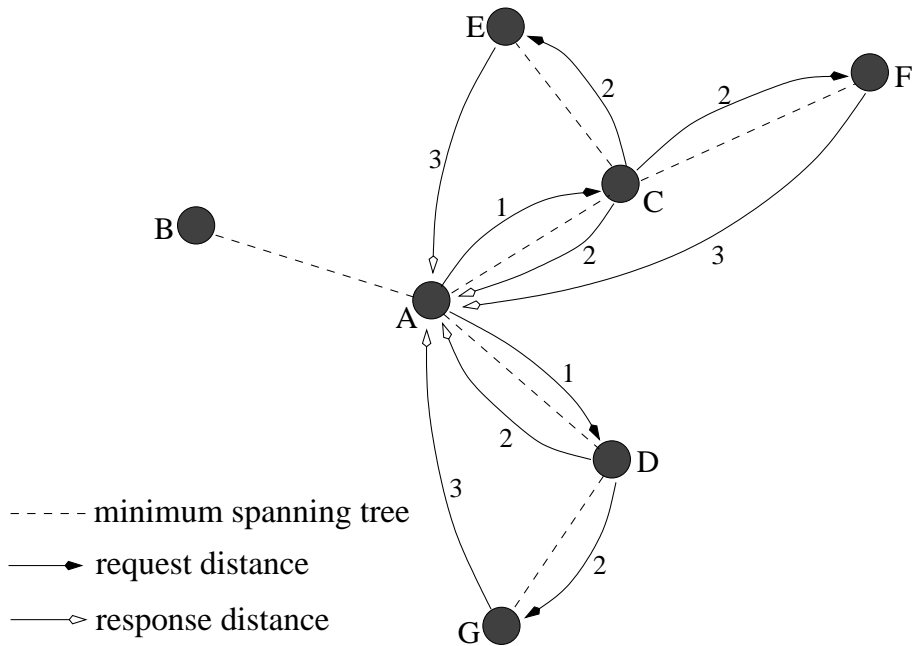 E
F
2
2
3
C
1
B
2
3
A
1
2
D
3
minimum spanning tree
request distance
2
response distance
G